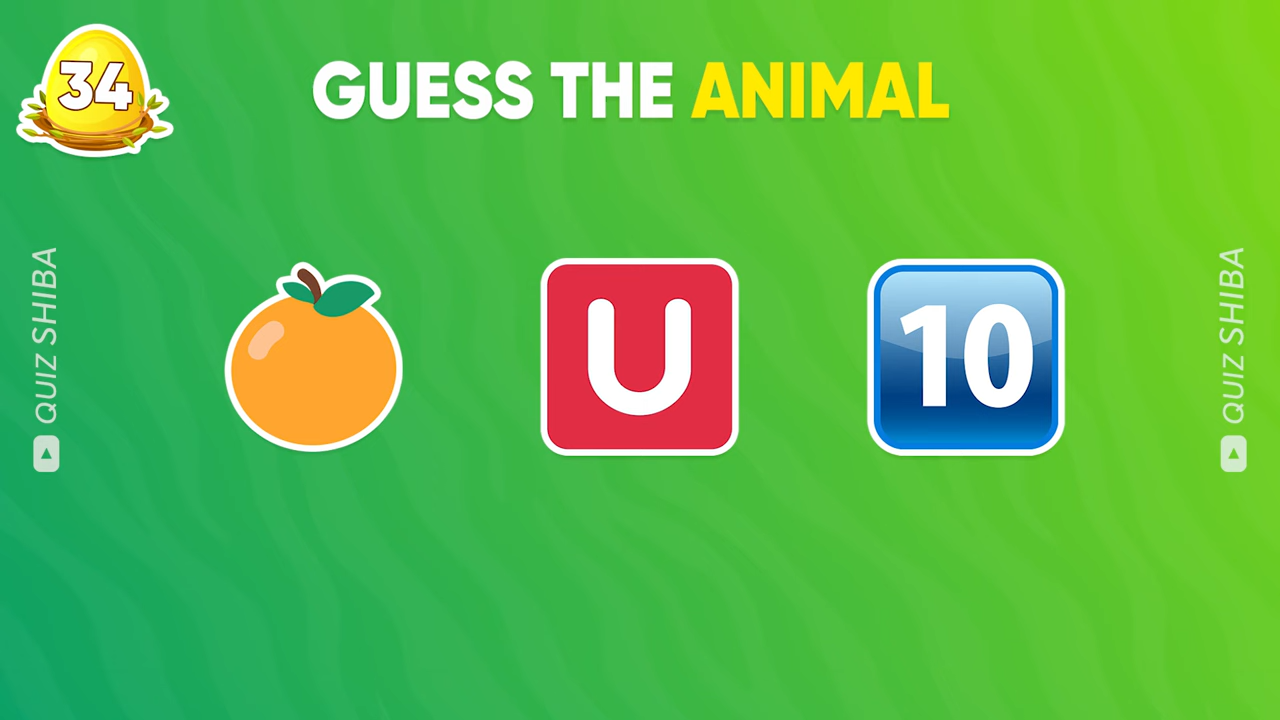 34
GUESS THE ANIMAL
QUIZ SHIBA
U
10
QUIZ SHIBA